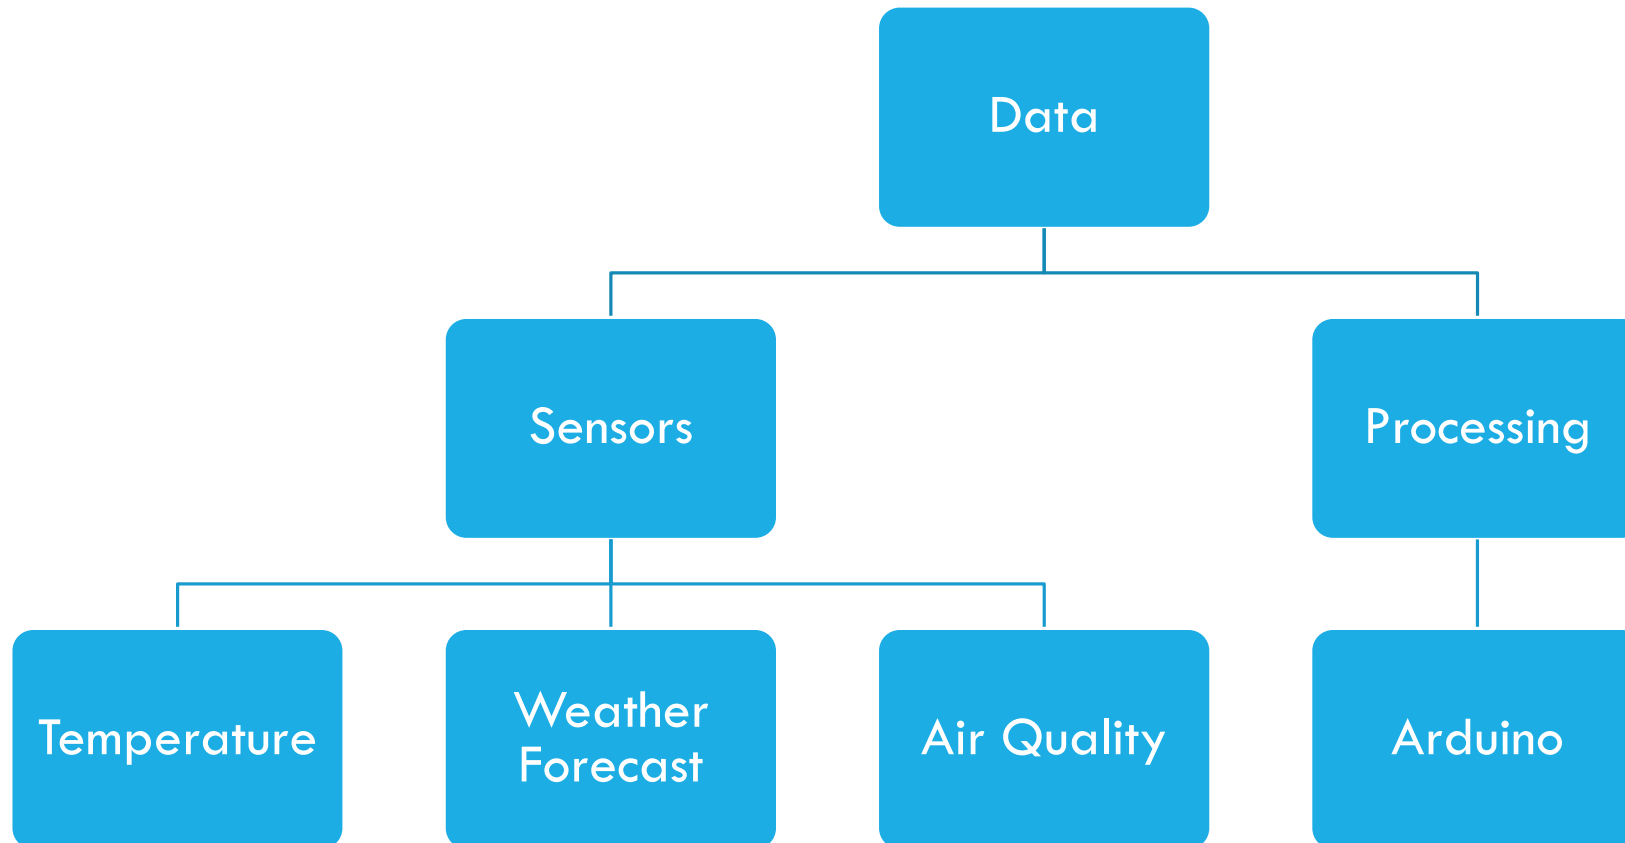 Data
Sensors
Processing
Temperature
Weather
Forecast
Air Quality
Arduino